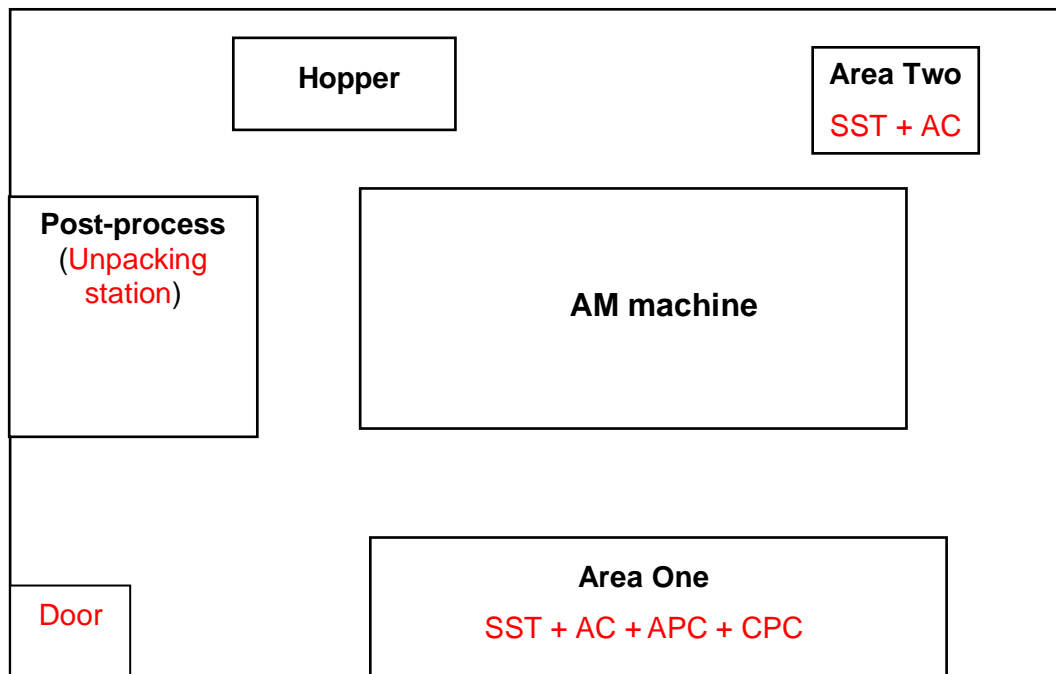 Hopper
Area Two
SST + AC
Post-process
(Unpacking
station)
AM machine
Area One
SST + AC + APC + CPC
Door